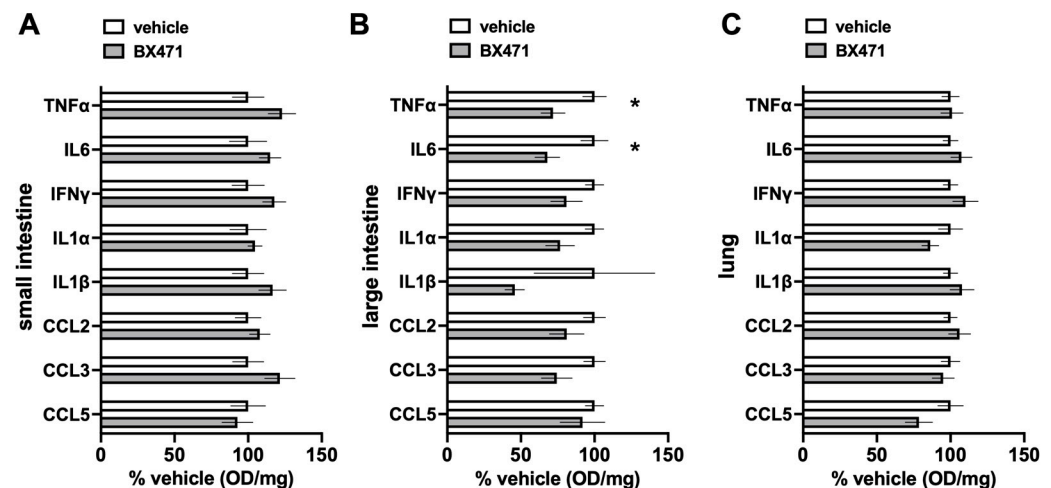 A
vehicle
BX471
small intestine
TNFα
IL6
IFNγ
IL1α
IL1β
CCL2
CCL3
CCL5
0 50 100 150
% vehicle (OD/mg)
B
vehicle
BX471
large intestine
TNFα
IL6
IFNγ
IL1α
IL1β
CCL2
CCL3
CCL5
*
*
0 50 100 150
% vehicle (OD/mg)
C
vehicle
BX471
lung
TNFα
IL6
IFNγ
IL1α
IL1β
CCL2
CCL3
CCL5
0 50 100 150
% vehicle (OD/mg)